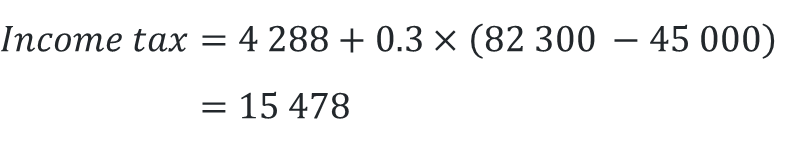 Income tax = 4 288 + 0.3 × (82 300 − 45 000)
= 15 478